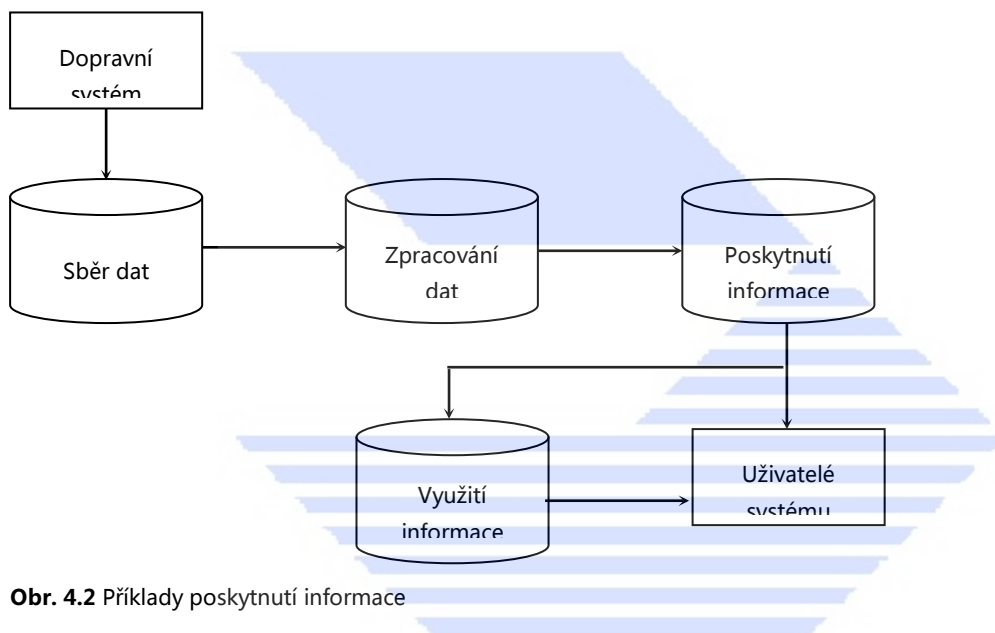 Dopravní
systém
Sběr dat
Zpracování
dat
Poskytnutí
informace
Využití
informace
Uživatelé
systému
Obr. 4.2 Příklady poskytnutí informace